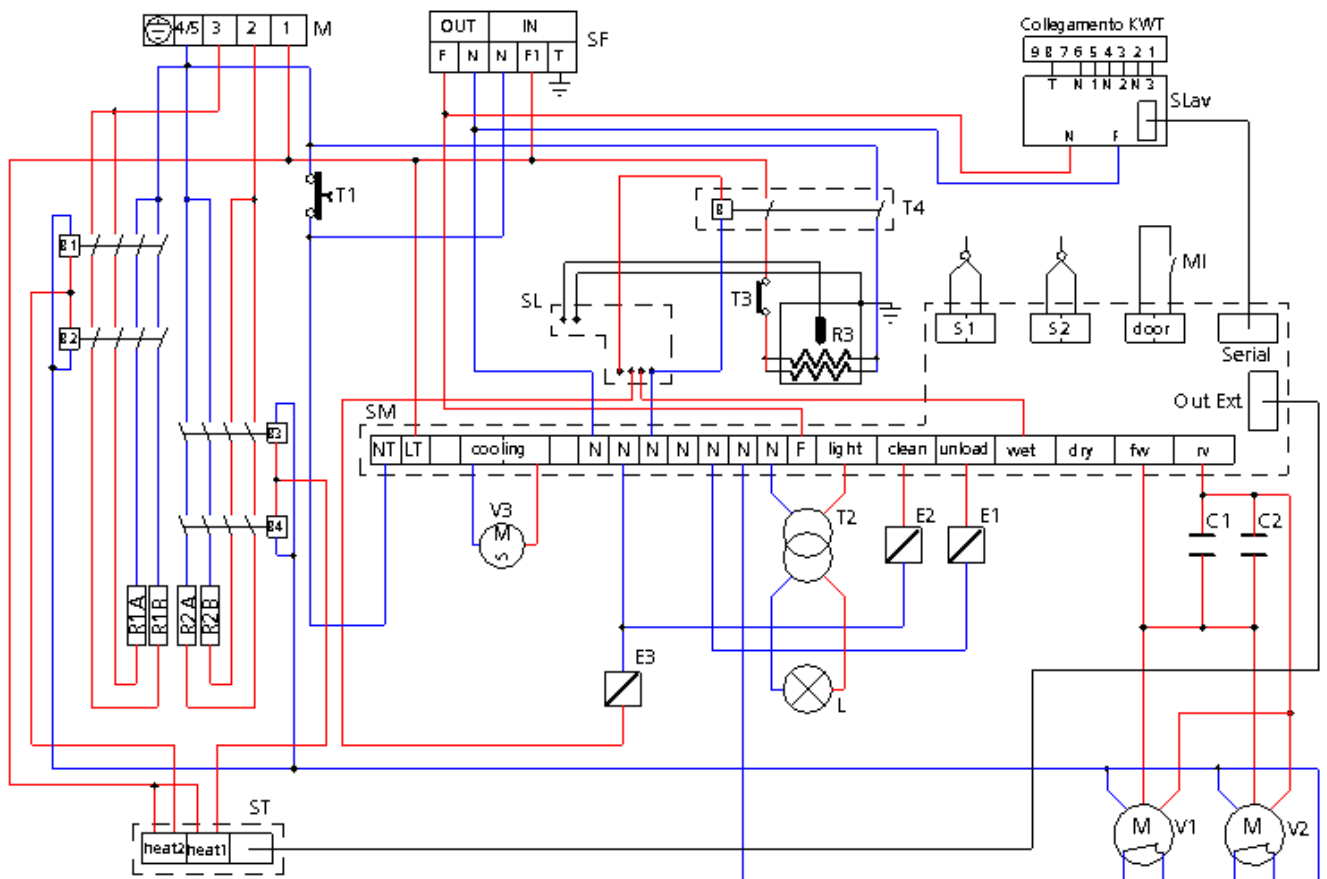 4/5 3 2 1 M
OUT IN SF
F N N F1 T
Collegamento KWT
9 8 7 6 5 4 3 2 1
T N 1 N 2 N 3
N F
SLav
T1
B T4
B1
B2
B3
B4
SL
T3
R3
MI
S1 S2 door
Serial
Out Ext
SM
NT LT cooling N N N N N N N F light clean unload wet dry fw rv
V3
M
S
T2
E2 E1
C1 C2
R1A R1B R2A R2B
E3
L
ST
heat2 heat1
M V1
M V2